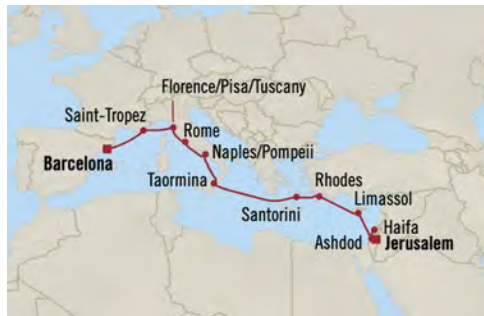 Florence/Pisa/Tuscany
Saint-Tropez
Rome
Barcelona
Naples/Pompeii
Taormina
Rhodes
Santorini
Limassol
Haifa
Ashdod
Jerusalem